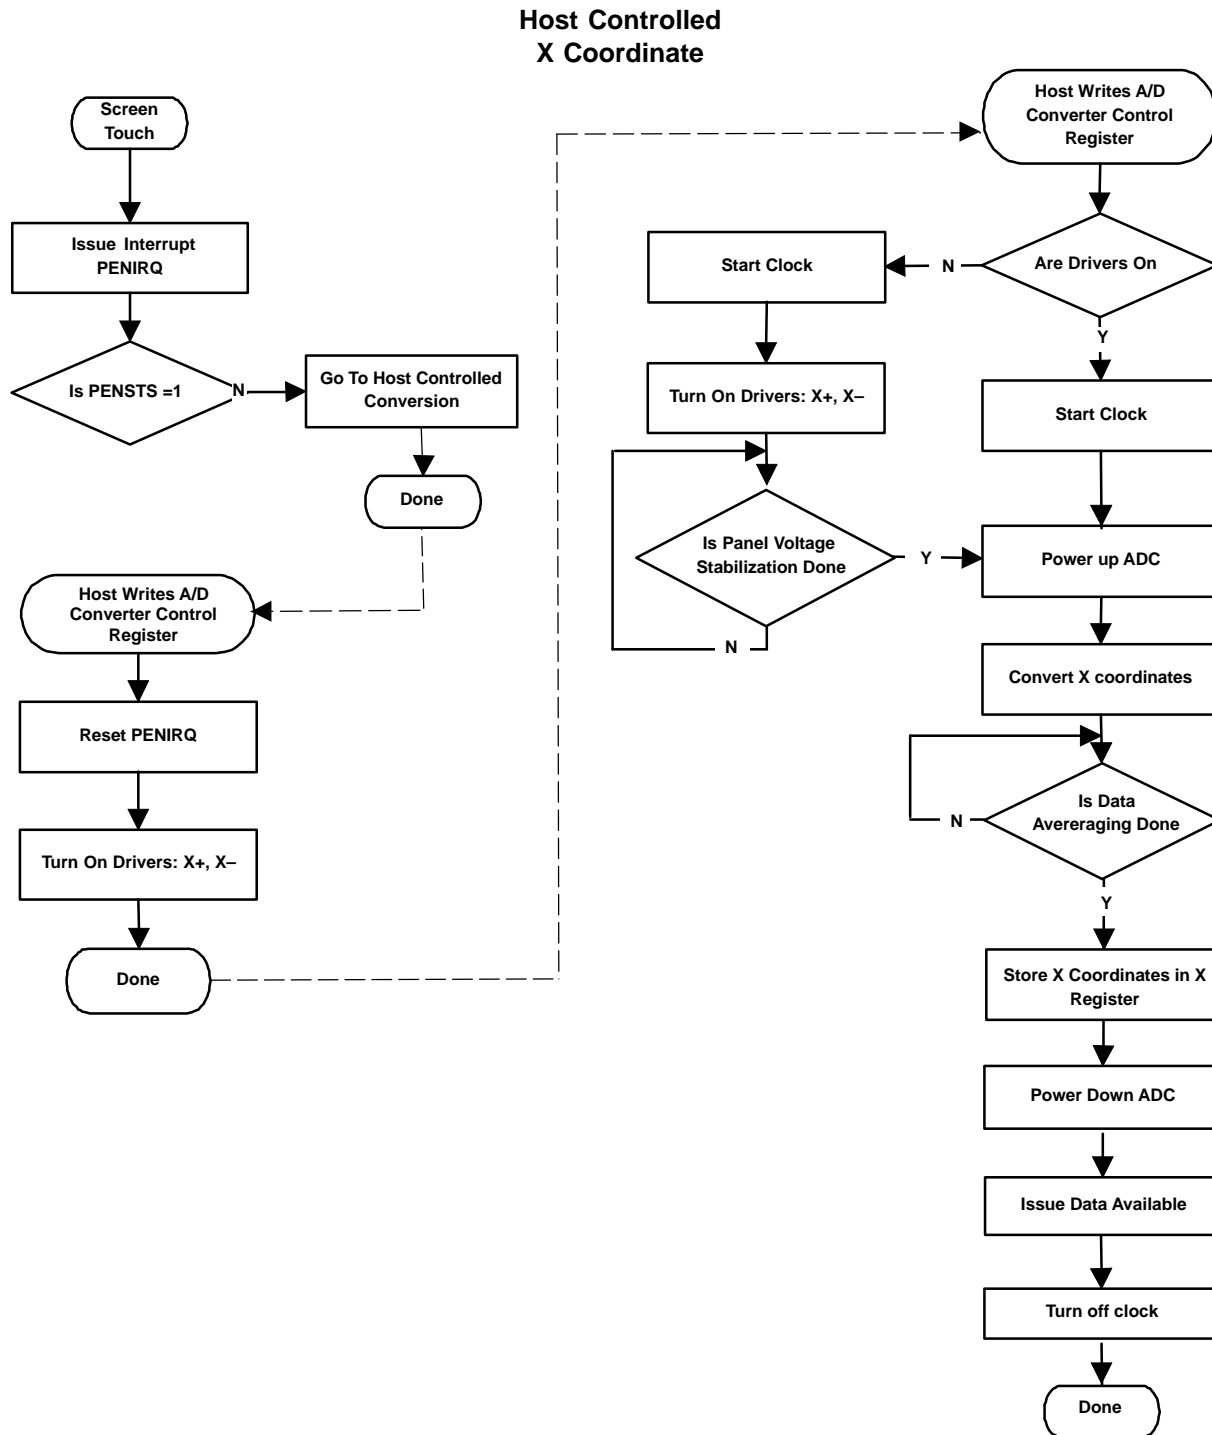 Host Controlled
X Coordinate
Screen
Touch
Issue Interrupt
PENIRQ
Is PENSTS =1
N
Go To Host Controlled
Conversion
Done
Host Writes A/D
Converter Control
Register
Reset PENIRQ
Turn On Drivers: X+, X–
Done
Host Writes A/D
Converter Control
Register
Are Drivers On
N
Y
Start Clock
Turn On Drivers: X+, X–
Is Panel Voltage
Stabilization Done
Y
N
Start Clock
Power up ADC
Convert X coordinates
Is Data
Avereraging Done
N
Y
Store X Coordinates in X
Register
Power Down ADC
Issue Data Available
Turn off clock
Done